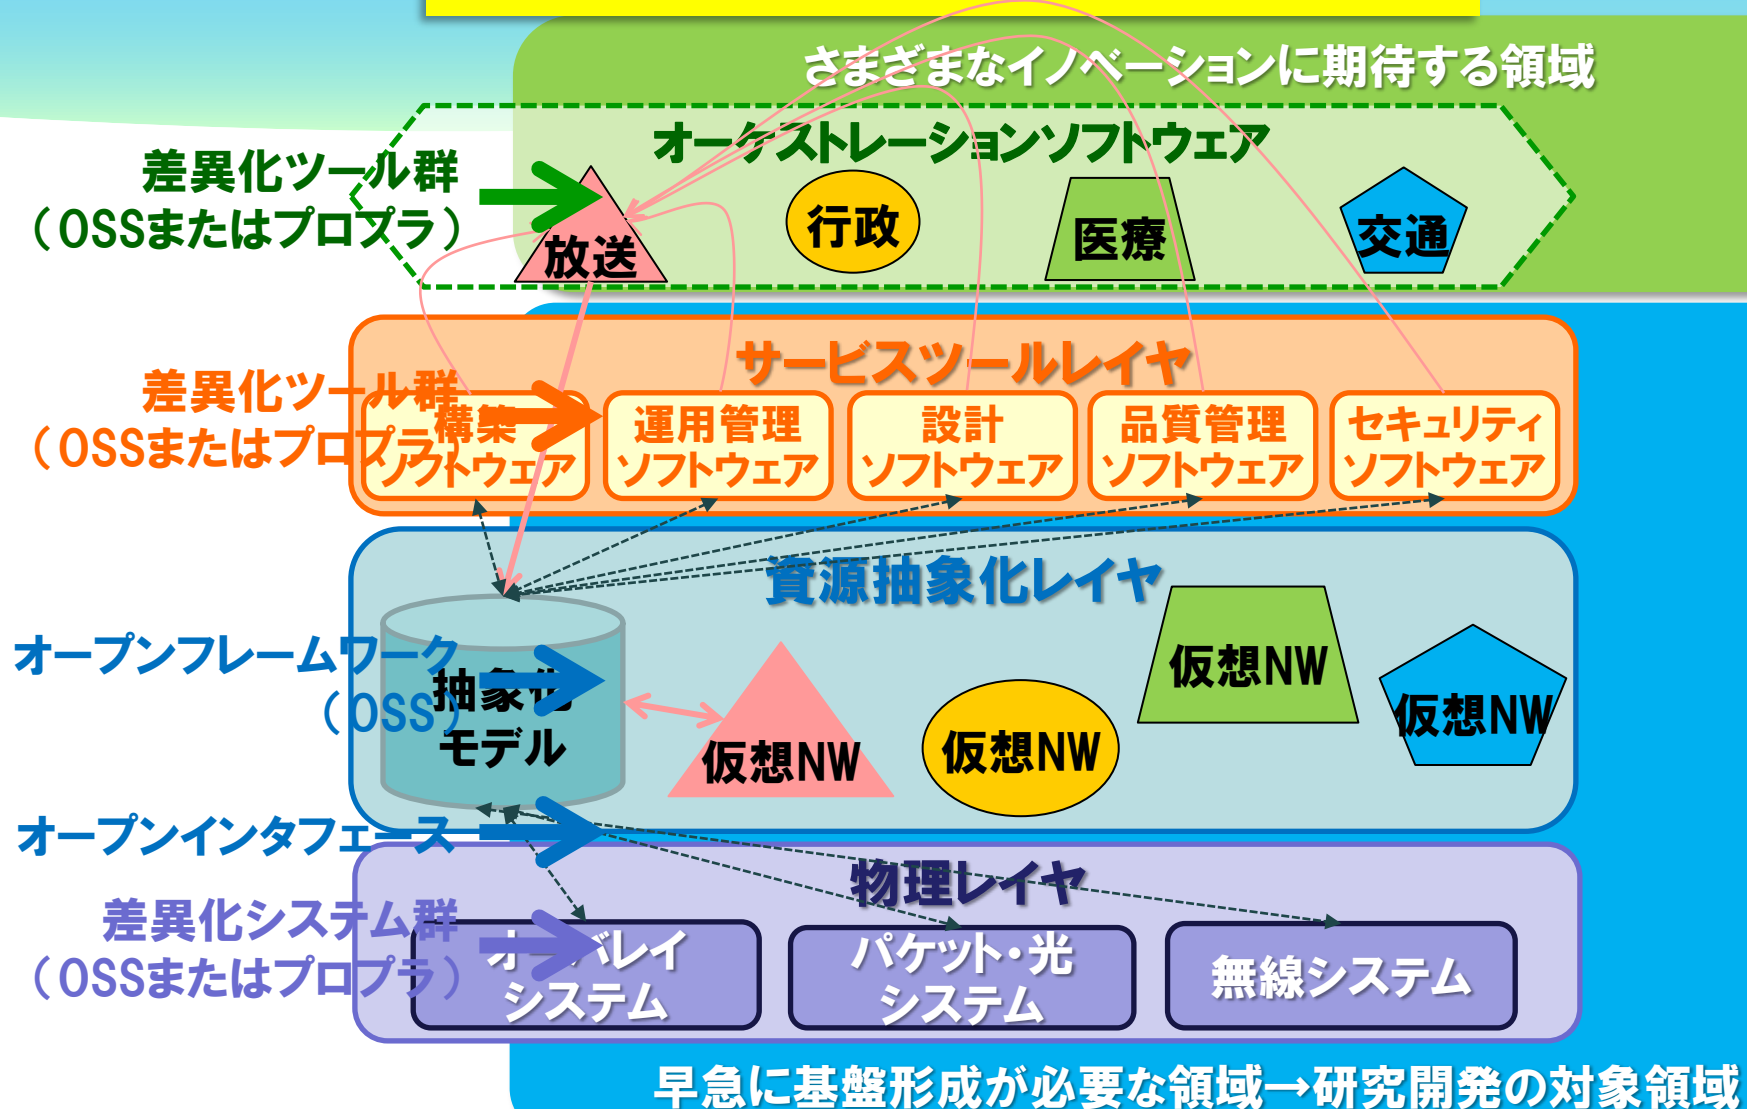 さまざまなイノベーションに期待する領域
オーケストレーションソフトウェア
差異化ツール群
（OSSまたはプロプラ）
放送
行政
医療
交通
サービスツールレイヤ
差異化ツール群
（OSSまたはプロプラ）
構築
ソフトウェア
運用管理
ソフトウェア
設計
ソフトウェア
品質管理
ソフトウェア
セキュリティ
ソフトウェア
資源抽象化レイヤ
オープンフレームワーク
（OSS）
抽象化
モデル
仮想NW
仮想NW
仮想NW
仮想NW
オープンインタフェース
物理レイヤ
差異化システム群
（OSSまたはプロプラ）
オーバレイ
システム
パケット・光
システム
無線システム
早急に基盤形成が必要な領域→研究開発の対象領域